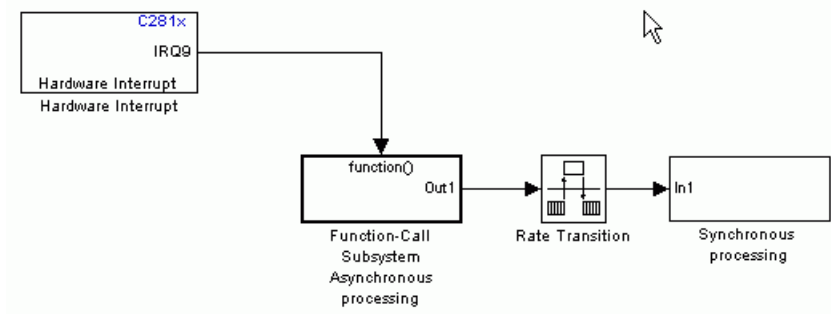 C281x
IRQ9
Hardware Interrupt
Hardware Interrupt
function()
Out1
In1
Function-Call
Subsystem
Asynchronous
processing
Rate Transition
Synchronous
processing